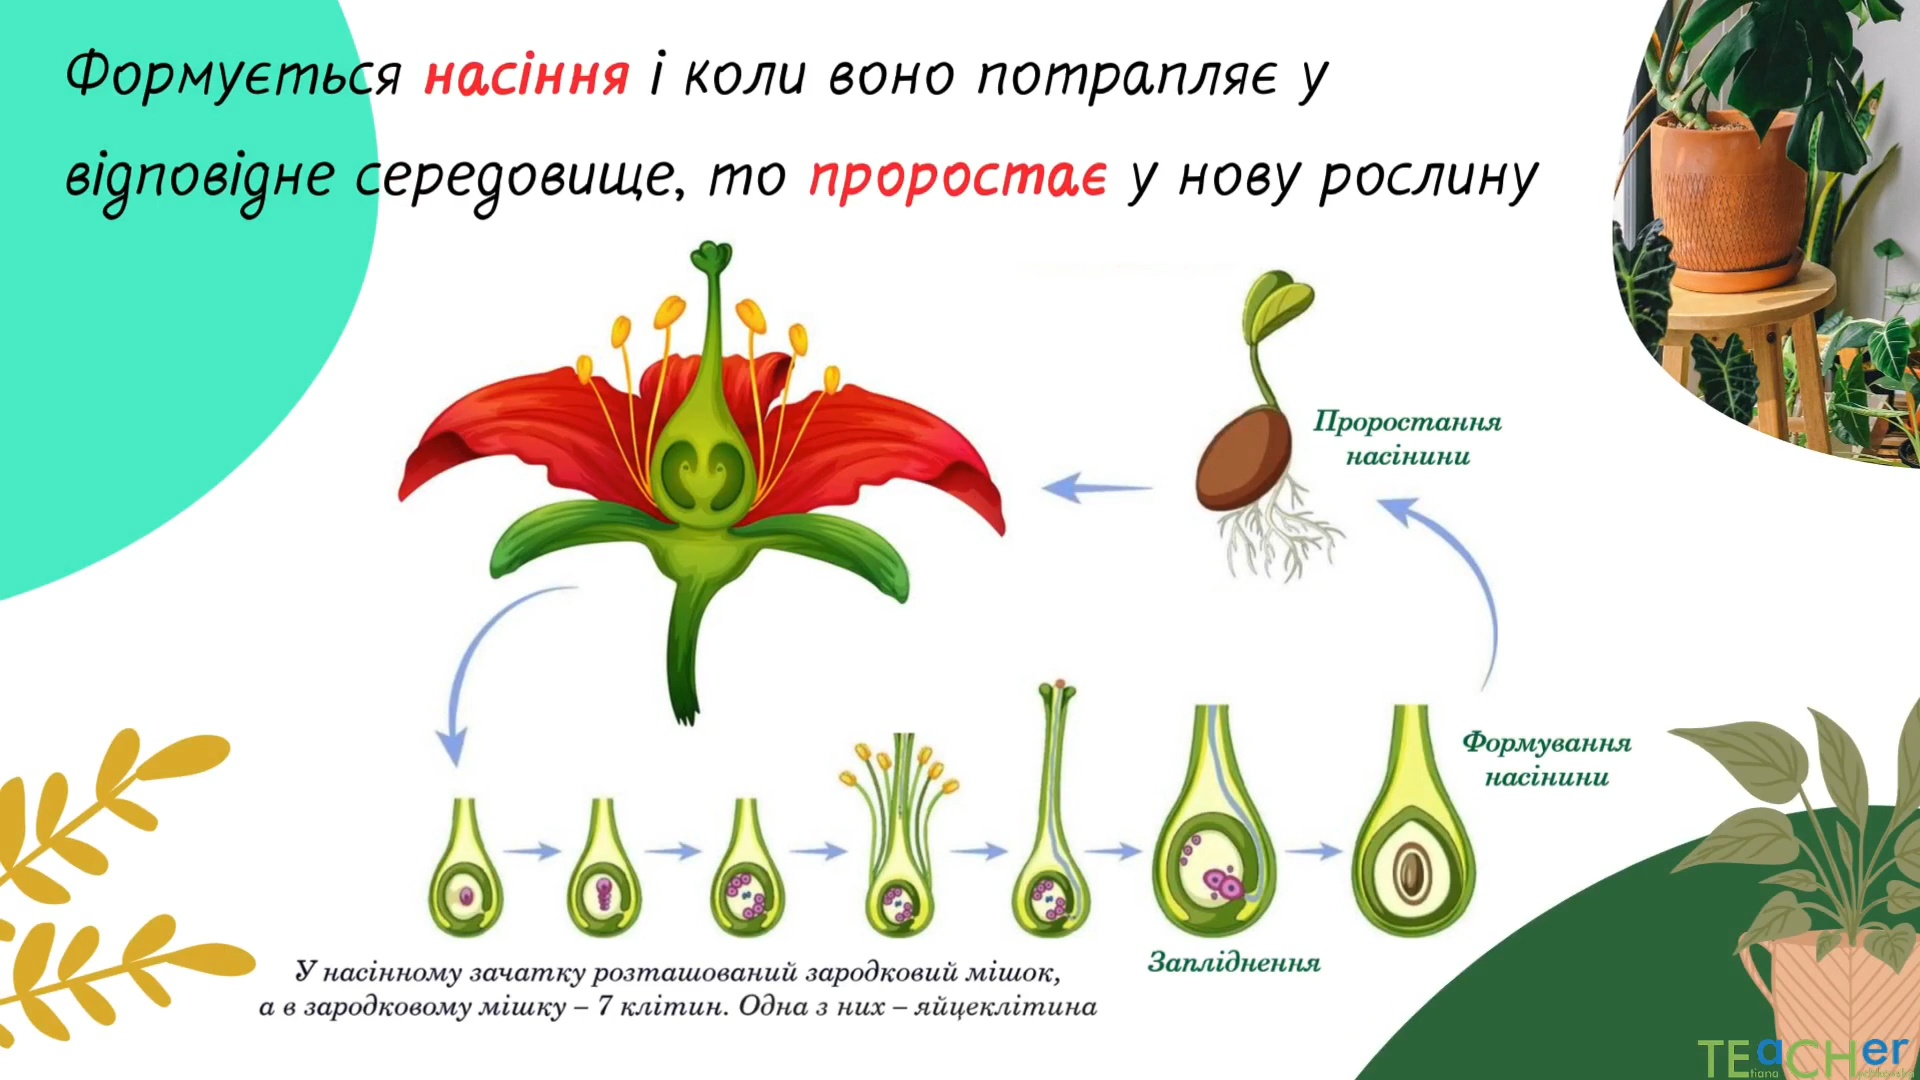 Формується насіння і коли воно потрапляє у
відповідне середовище, то проростає у нову рослину
Проростання
насінини
Формування
насінини
Запліднення
У насінному зачатку розташований зародковий мішок,
а в зародковому мішку – 7 клітин. Одна з них – яйцеклітина
TEaCHer
tiana